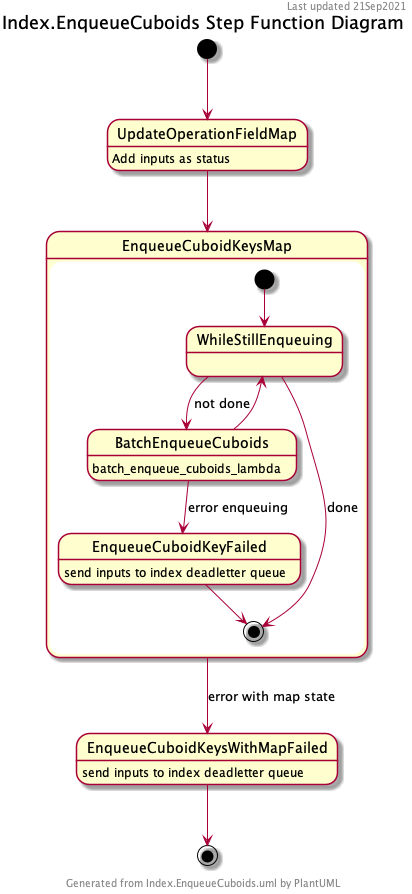 Last updated 21Sep2021
Index.EnqueueCuboids Step Function Diagram
UpdateOperationFieldMap
Add inputs as status
EnqueueCuboidKeysMap
WhileStillEnqueuing
not done
BatchEnqueueCuboids
batch_enqueue_cuboids_lambda
error enqueuing
done
EnqueueCuboidKeyFailed
send inputs to index deadletter queue
error with map state
EnqueueCuboidKeysWithMapFailed
send inputs to index deadletter queue
Generated from Index.EnqueueCuboids.uml by PlantUML